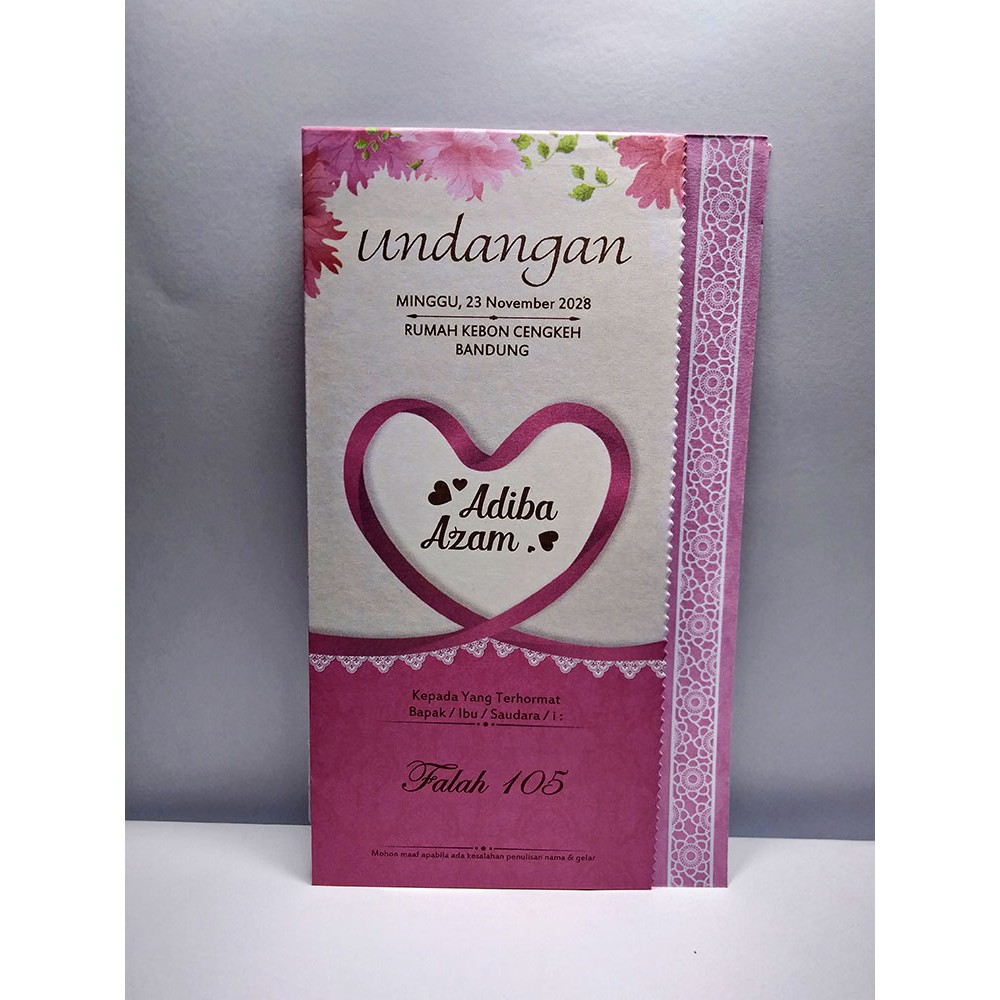 undangan
MINGGU, 23 November 2028
RUMAH KEBON CENGKEH
BANDUNG
Adiba
Azam
Kepada Yang Terhormat
Bapak / Ibu / Saudara / i :
Falah 105
Mohon maaf apabila ada kesalahan penulisan nama & gelar